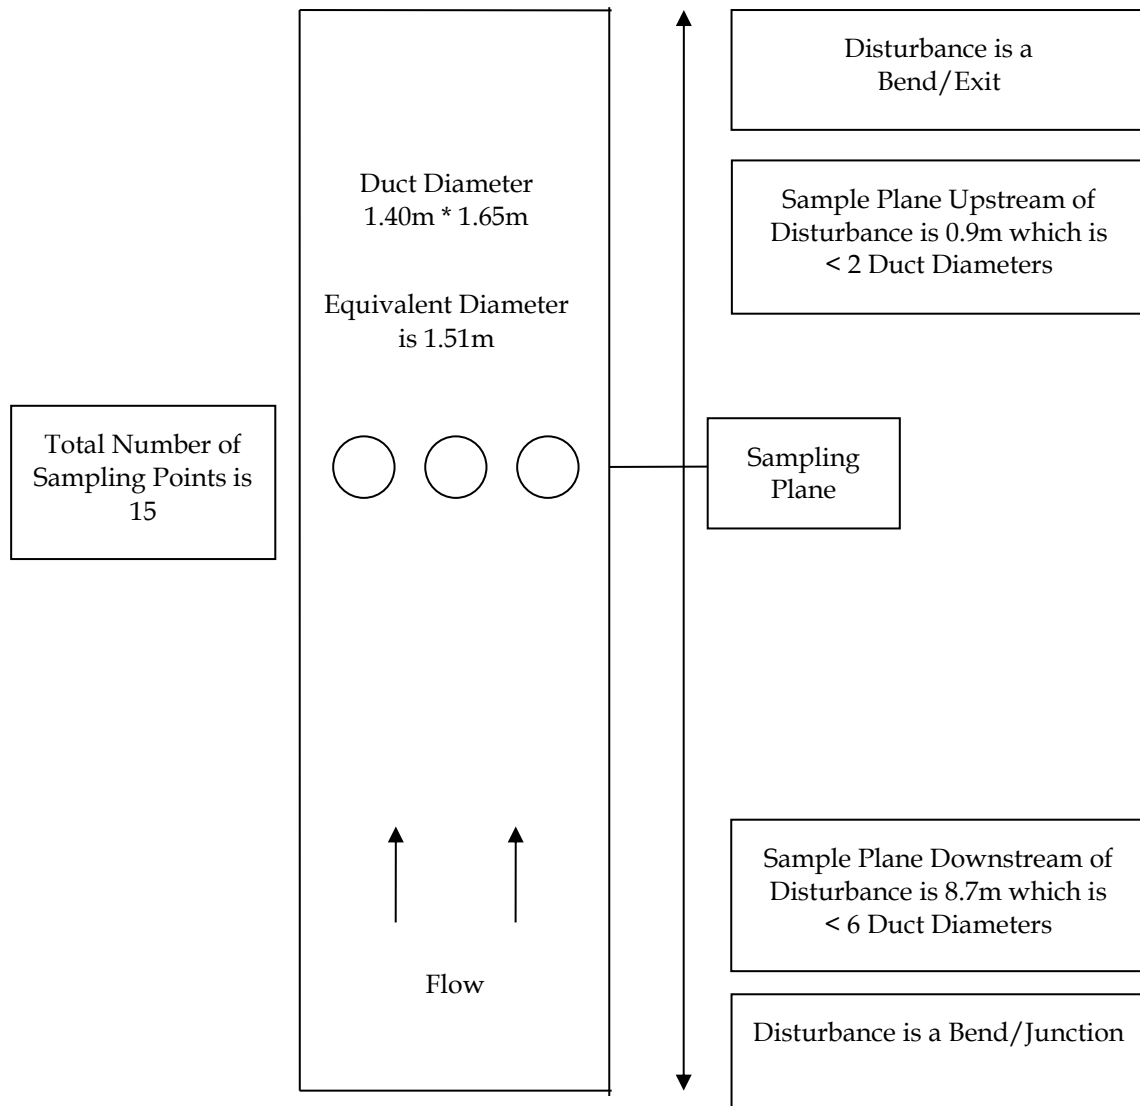 Disturbance is a
Bend/Exit
Duct Diameter
1.40m * 1.65m
Sample Plane Upstream of
Disturbance is 0.9m which is
< 2 Duct Diameters
Equivalent Diameter
is 1.51m
Total Number of
Sampling Points is
15
Sampling
Plane
Sample Plane Downstream of
Disturbance is 8.7m which is
< 6 Duct Diameters
Flow
Disturbance is a Bend/Junction